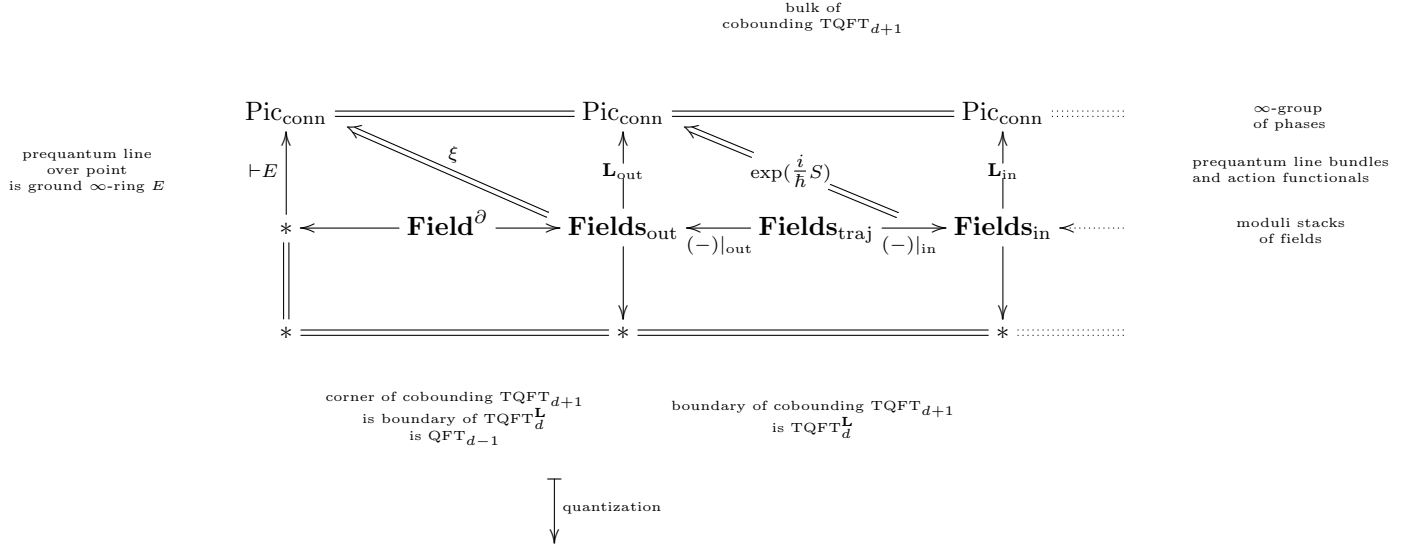 bulk of
cobounding TQFT_{d+1}
Pic_conn Pic_conn Pic_conn
∞-group
of phases
prequantum line
over point
is ground ∞-ring E
⊢E
ξ
L_out
exp(i/ħ S)
L_in
prequantum line bundles
and action functionals
* Field^∂ Fields_out Fields_traj Fields_in
(−)|_out (−)|_in
moduli stacks
of fields
* * *
corner of cobounding TQFT_{d+1}
is boundary of TQFT_d^L
is QFT_{d−1}
boundary of cobounding TQFT_{d+1}
is TQFT_d^L
quantization